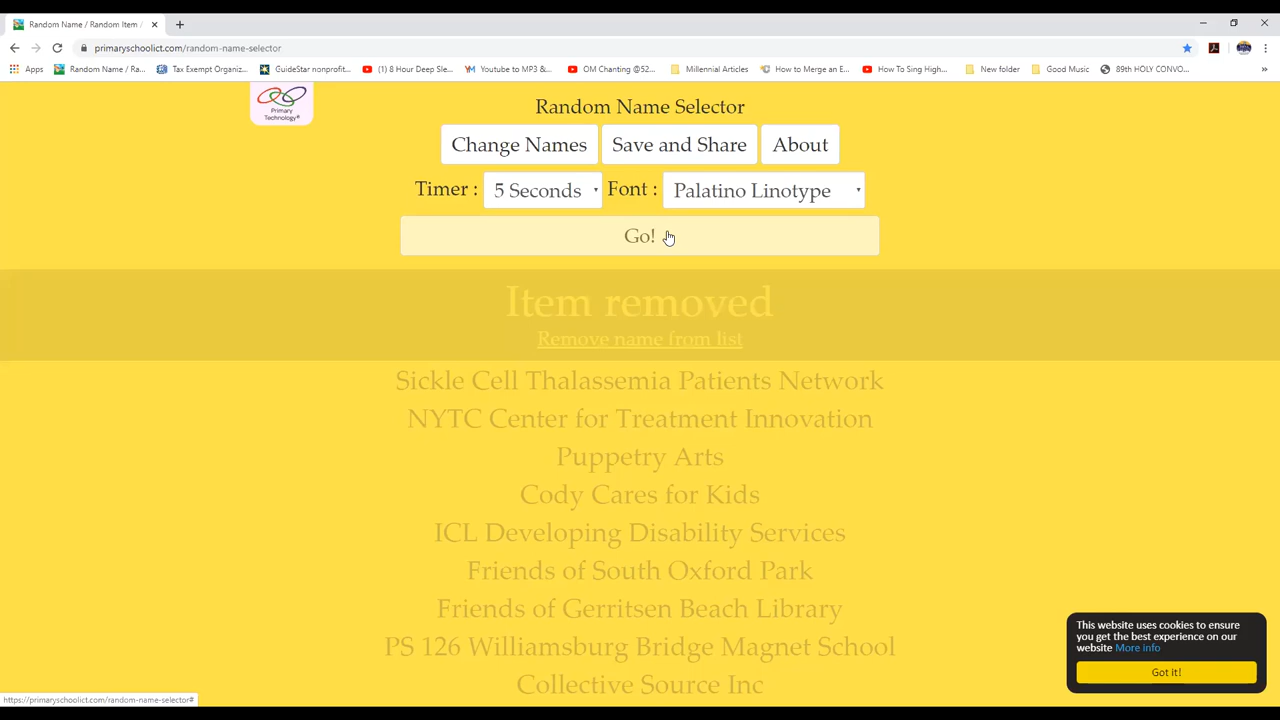 Random Name / Random Item /
primaryschoolict.com/random-name-selector
Apps
Random Name / Ra...
Tax Exempt Organiz...
GuideStar nonprofit...
(1) 8 Hour Deep Sle...
Youtube to MP3 &...
OM Chanting @52...
Millennial Articles
How to Merge an E...
How To Sing High...
New folder
Good Music
89th HOLY CONVO...
Primary
Technology®
Random Name Selector
Change Names
Save and Share
About
Timer :
5 Seconds
Font :
Palatino Linotype
Go!
Item removed
Remove name from list
Sickle Cell Thalassemia Patients Network
NYTC Center for Treatment Innovation
Puppetry Arts
Cody Cares for Kids
ICL Developing Disability Services
Friends of South Oxford Park
Friends of Gerritsen Beach Library
PS 126 Williamsburg Bridge Magnet School
Collective Source Inc
This website uses cookies to ensure
you get the best experience on our
website More info
Got it!
https://primaryschoolict.com/random-name-selector#